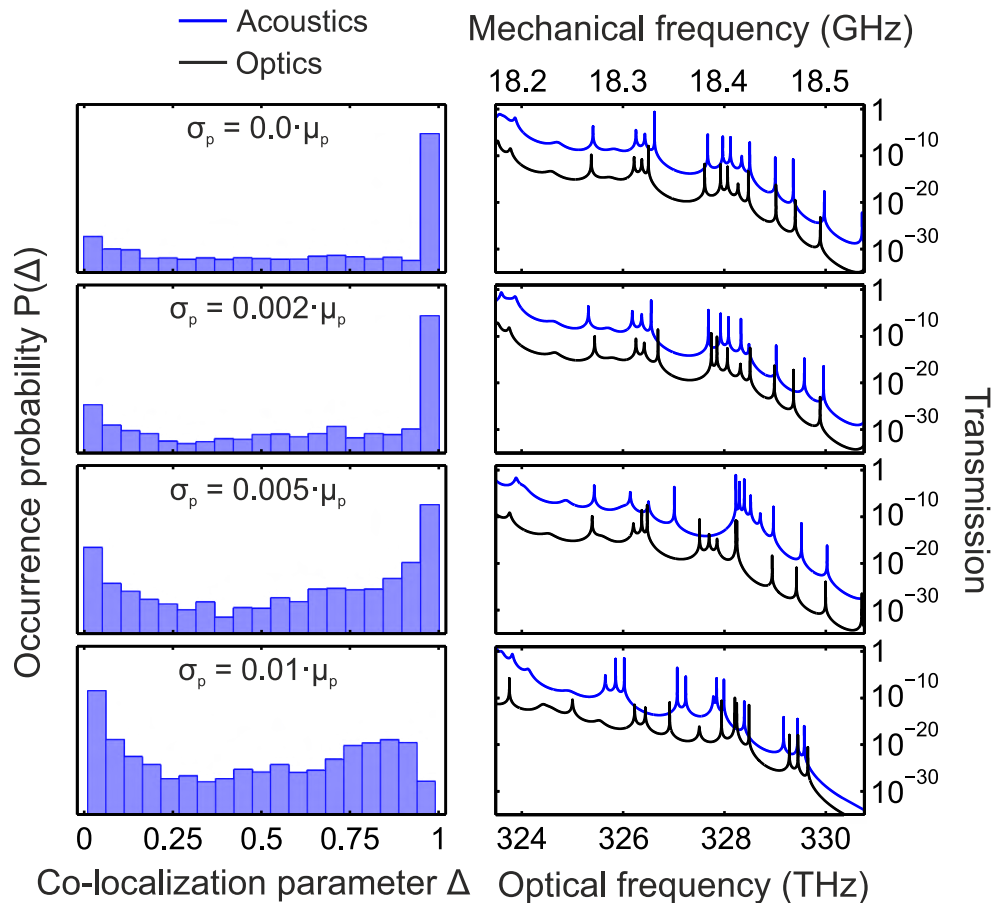 Acoustics
Optics
Mechanical frequency (GHz)
18.2 18.3 18.4 18.5
Occurrence probability P(Δ)
σₚ = 0.0·μₚ
1
10⁻¹⁰
10⁻²⁰
10⁻³⁰
σₚ = 0.002·μₚ
1
10⁻¹⁰
10⁻²⁰
10⁻³⁰
Transmission
σₚ = 0.005·μₚ
1
10⁻¹⁰
10⁻²⁰
10⁻³⁰
σₚ = 0.01·μₚ
1
10⁻¹⁰
10⁻²⁰
10⁻³⁰
0 0.25 0.5 0.75 1
324 326 328 330
Co-localization parameter Δ
Optical frequency (THz)